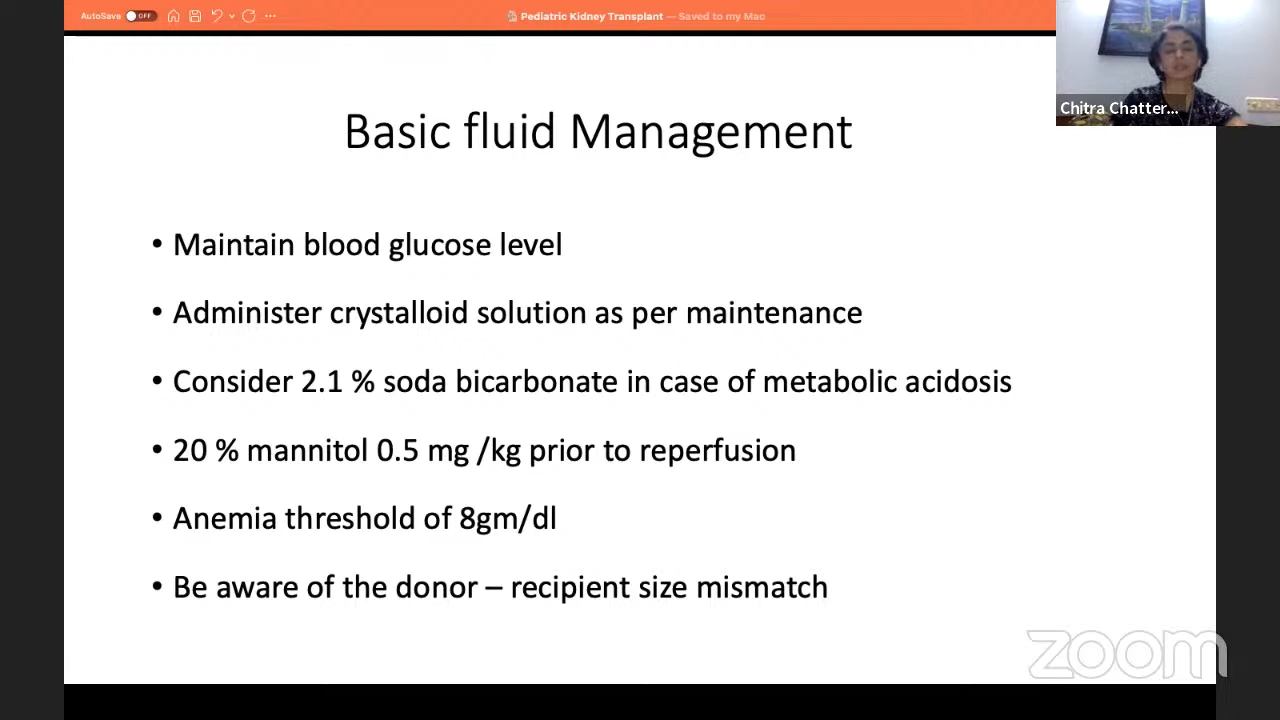 AutoSave OFF
Pediatric Kidney Transplant — Saved to my Mac
Chitra Chatter...
Basic fluid Management
• Maintain blood glucose level
• Administer crystalloid solution as per maintenance
• Consider 2.1 % soda bicarbonate in case of metabolic acidosis
• 20 % mannitol 0.5 mg /kg prior to reperfusion
• Anemia threshold of 8gm/dl
• Be aware of the donor – recipient size mismatch
zoom